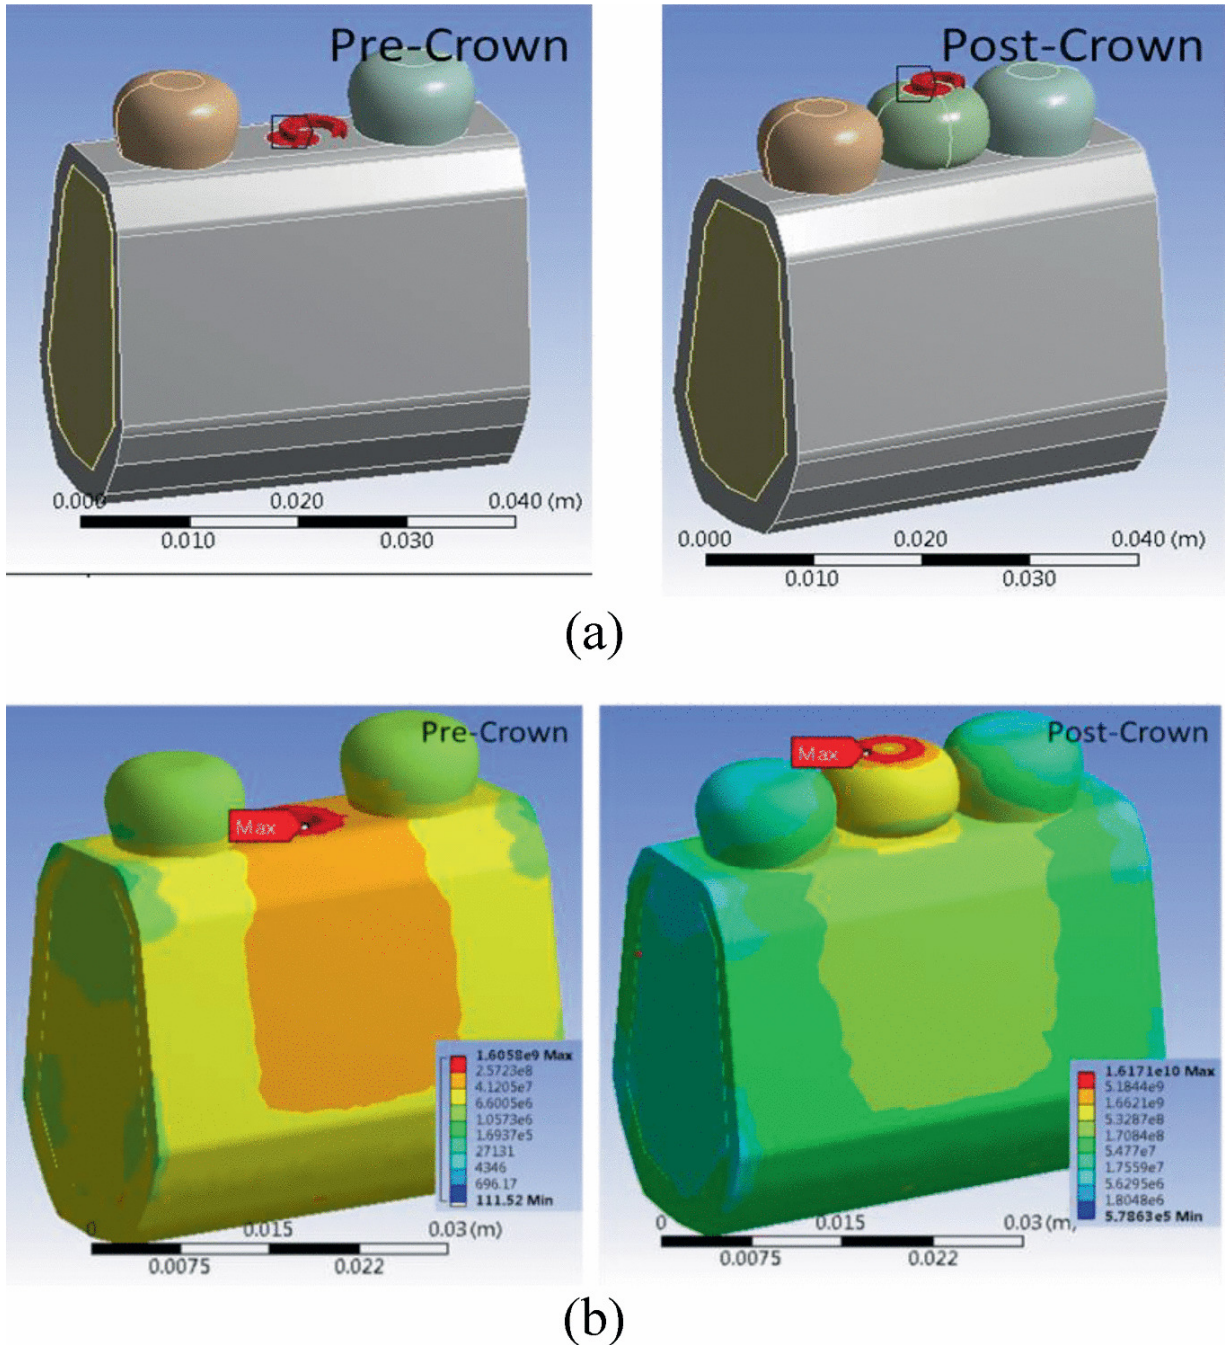 Pre-Crown
Post-Crown
0.000
0.020
0.040 (m)
0.010
0.030
0.000
0.020
0.040 (m)
0.010
0.030
(a)
Pre-Crown
Max
1.6058e9 Max
2.5723e8
4.1205e7
6.6005e6
1.0573e6
1.6937e5
27131
4346
696.17
111.52 Min
0
0.015
0.03 (m)
0.0075
0.022
Post-Crown
Max
1.6171e10 Max
5.1844e9
1.6621e9
5.3287e8
1.7084e8
5.477e7
1.7559e7
5.6295e6
1.8048e6
5.7863e5 Min
0
0.015
0.03 (m)
0.0075
0.022
(b)